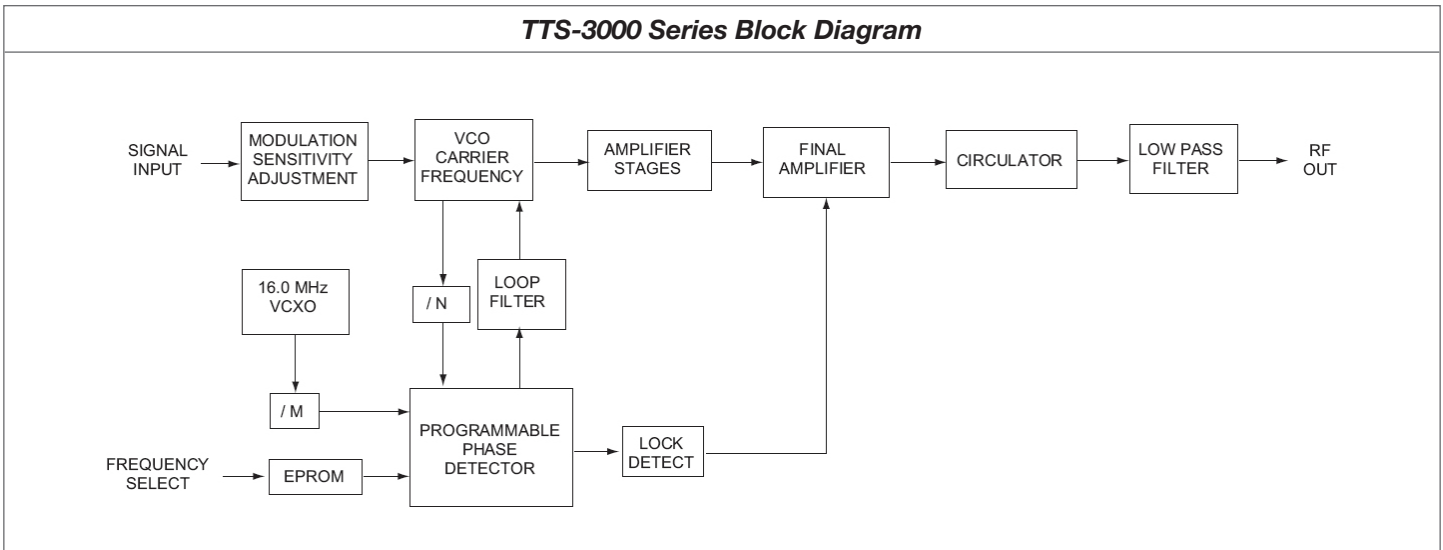 TTS-3000 Series Block Diagram
SIGNAL
INPUT
MODULATION
SENSITIVITY
ADJUSTMENT
VCO
CARRIER
FREQUENCY
AMPLIFIER
STAGES
FINAL
AMPLIFIER
CIRCULATOR
LOW PASS
FILTER
RF
OUT
16.0 MHz
VCXO
/ N
LOOP
FILTER
/ M
PROGRAMMABLE
PHASE
DETECTOR
LOCK
DETECT
FREQUENCY
SELECT
EPROM